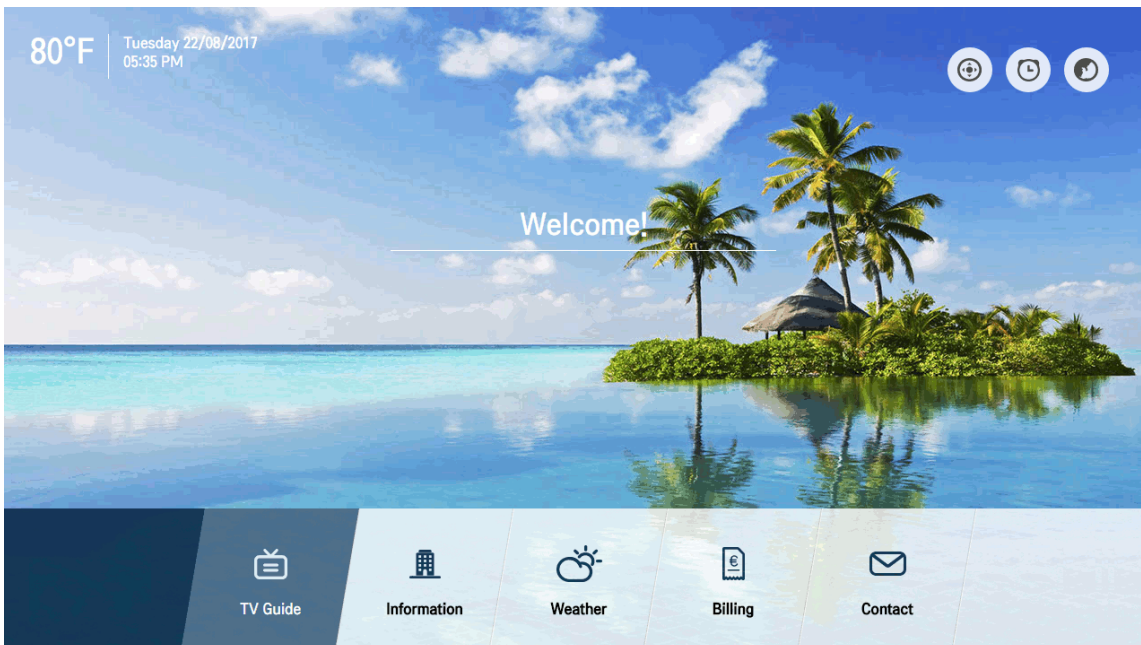 80°F
Tuesday 22/08/2017
05:35 PM
Welcome!
TV Guide
Information
Weather
€
Billing
Contact